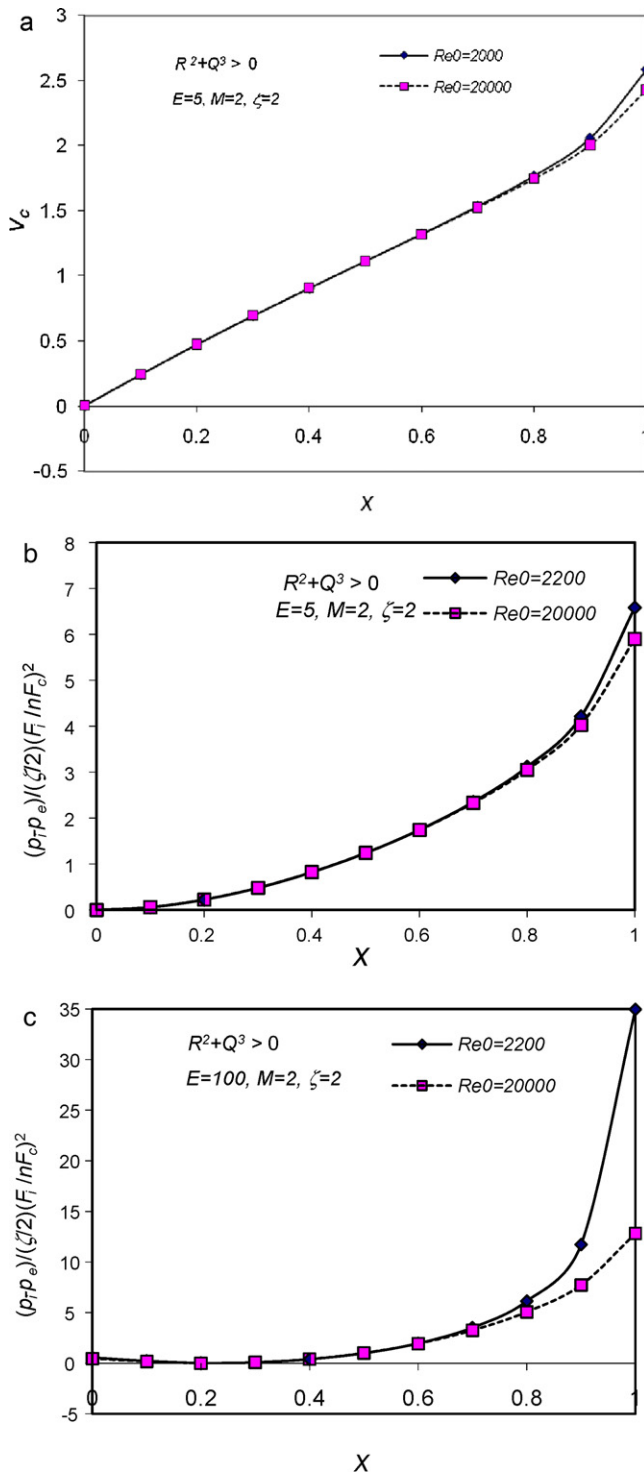 a
3
2.5
2
1.5
1
0.5
0
-0.5
R²+Q³ > 0
E=5, M=2, ζ=2
Re0=2000
Re0=20000
V_c
0 0.2 0.4 0.6 0.8 1
X
b
8
7
6
5
4
3
2
1
0
R²+Q³ > 0
E=5, M=2, ζ=2
Re0=2200
Re0=20000
(p_i-p_e)/(ζ/2)(F_i/nF_c)²
0 0.2 0.4 0.6 0.8 1
X
c
35
30
25
20
15
10
5
0
-5
R²+Q³ > 0
E=100, M=2, ζ=2
Re0=2200
Re0=20000
(p_i-p_e)/(ζ/2)(F_i/nF_c)²
0 0.2 0.4 0.6 0.8 1
X